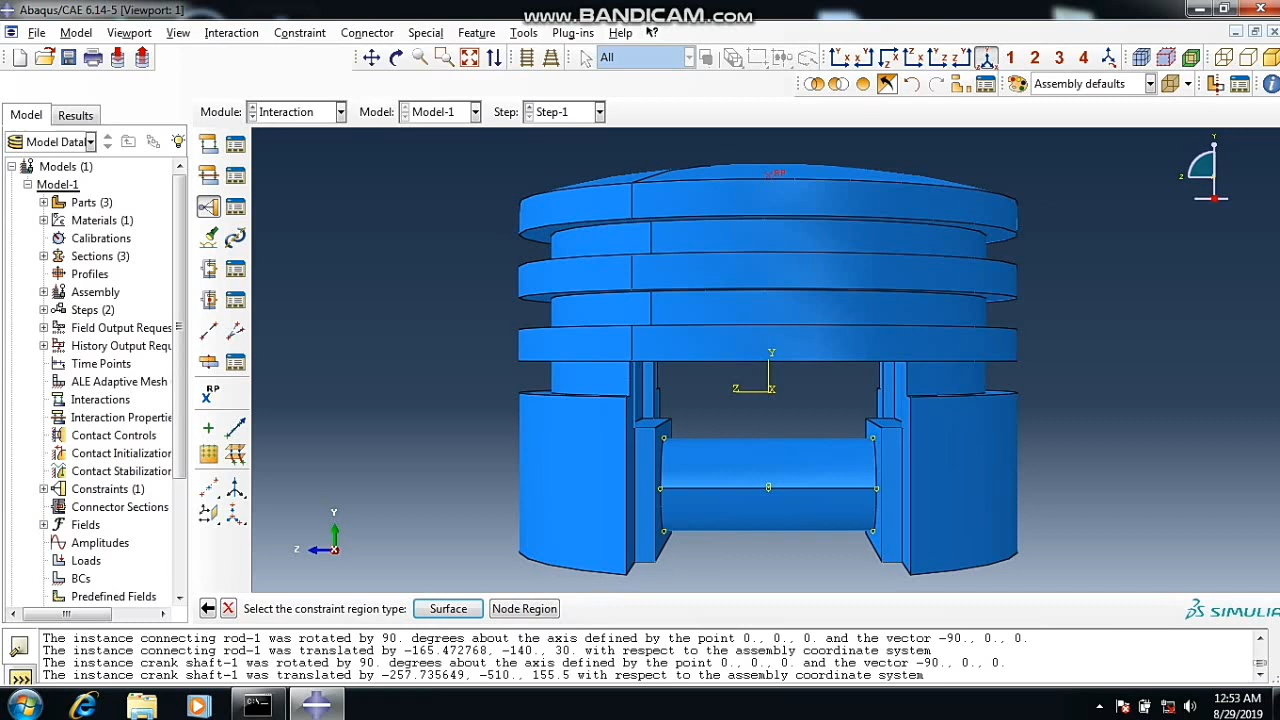 Abaqus/CAE 6.14-5 [Viewport: 1]
www.BANDICAM.com
File Model Viewport View Interaction Constraint Connector Special Feature Tools Plug-ins Help
All
1 2 3 4
Assembly defaults
Model Results
Module: Interaction Model: Model-1 Step: Step-1
Model Data
Models (1)
Model-1
Parts (3)
Materials (1)
Calibrations
Sections (3)
Profiles
Assembly
Steps (2)
Field Output Reques
History Output Requ
Time Points
ALE Adaptive Mesh
Interactions
Interaction Propertie
Contact Controls
Contact Initialization
Contact Stabilization
Constraints (1)
Connector Sections
Fields
Amplitudes
Loads
BCs
Predefined Fields
RP
RP
Y
Z
Y
Z X
Y
Z
Select the constraint region type: Surface Node Region
SIMULIA
The instance connecting rod-1 was rotated by 90. degrees about the axis defined by the point 0., 0., 0. and the vector -90., 0., 0.
The instance connecting rod-1 was translated by -165.472768, -140., 30. with respect to the assembly coordinate system
The instance crank shaft-1 was rotated by 90. degrees about the axis defined by the point 0., 0., 0. and the vector -90., 0., 0.
The instance crank shaft-1 was translated by -257.735649, -510., 155.5 with respect to the assembly coordinate system
12:53 AM
8/29/2019